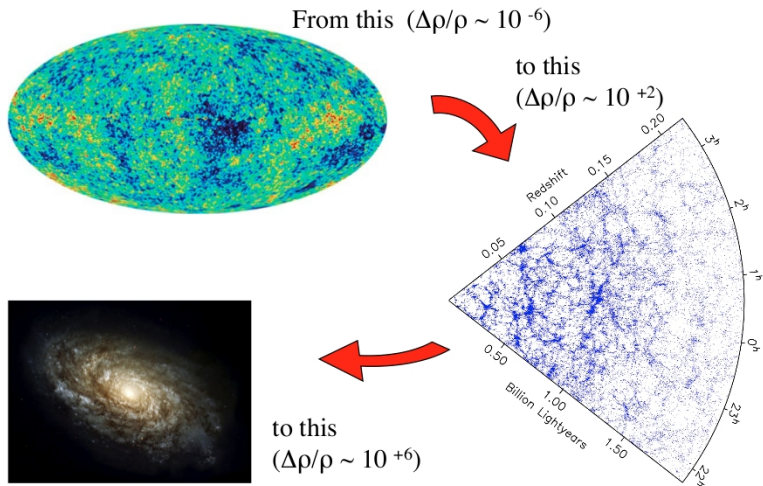 From this (Δρ/ρ ~ 10 -6)
to this
(Δρ/ρ ~ 10 +2)
Redshift
0.05
0.10
0.15
0.20
3h
2h
1h
0h
23h
22h
0.50
1.00
1.50
Billion Lightyears
to this
(Δρ/ρ ~ 10 +6)